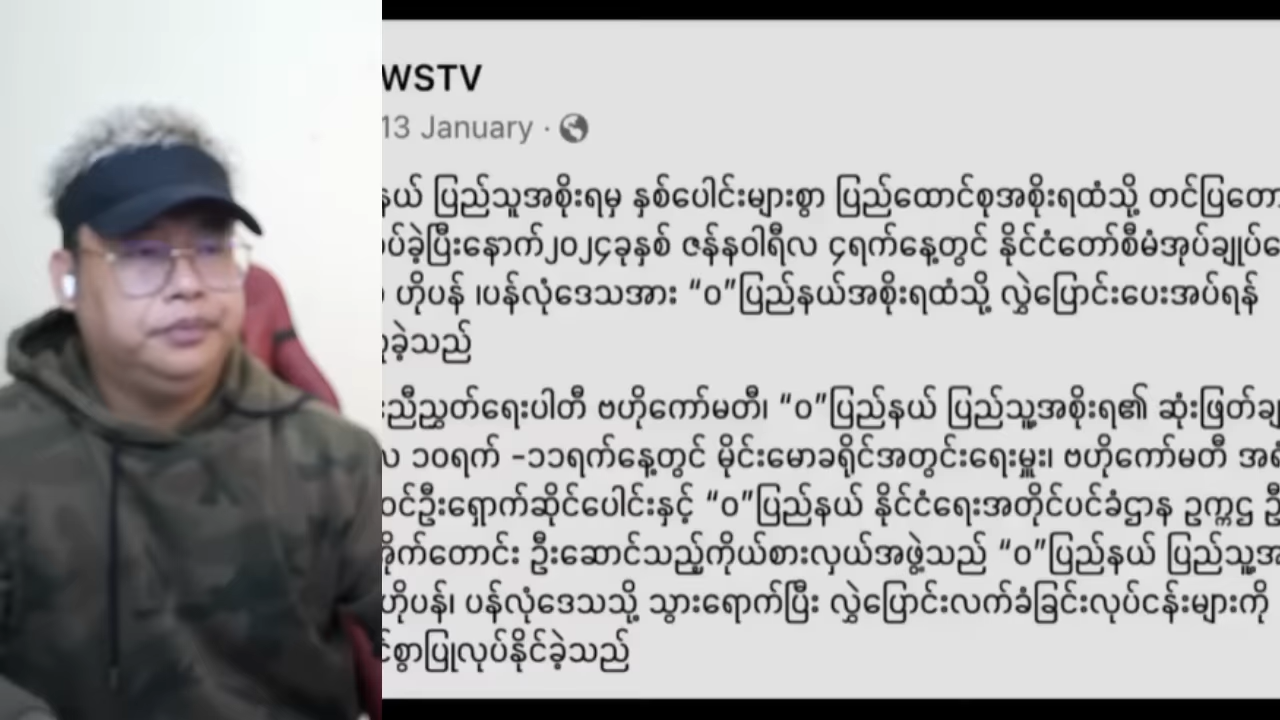 WSTV
13 January ·
နယ် ပြည်သူအစိုးရမှ နှစ်ပေါင်းများစွာ ပြည်ထောင်စုအစိုးရထံသို့ တင်ပြတော
ပ်ခဲ့ပြီးနောက်၂၀၂၄ခုနှစ် ဇန်နဝါရီလ ၄ရက်နေ့တွင် နိုင်ငံတော်စီမံအုပ်ချုပ်
ဟိုပန် ၊ပန်လုံဒေသအား “ဝ”ပြည်နယ်အစိုးရထံသို့ လွှဲပြောင်းပေးအပ်ရန်
ခဲ့သည်
ညီညွှတ်ရေးပါတီ ဗဟိုကော်မတီ၊ “ဝ”ပြည်နယ် ပြည်သူ့အစိုးရ၏ ဆုံးဖြတ်ချ
၁၀ရက် -၁၁ရက်နေ့တွင် မိုင်းမောခရိုင်အတွင်းရေးမှူး၊ ဗဟိုကော်မတီ
ဝင်ဦးရှောက်ဆိုင်ပေါင်းနှင့် “ဝ”ပြည်နယ် နိုင်ငံရေးအတိုင်ပင်ခံဌာန ဥက္ကဌ ဦ
အိုက်တောင်း ဦးဆောင်သည့်ကိုယ်စားလှယ်အဖွဲ့သည် “ဝ”ပြည်နယ် ပြည်သူ့အ
ဟိုပန်၊ ပန်လုံဒေသသို့ သွားရောက်ပြီး လွှဲပြောင်းလက်ခံခြင်းလုပ်ငန်းများကို
စွာပြုလုပ်နိုင်ခဲ့သည်